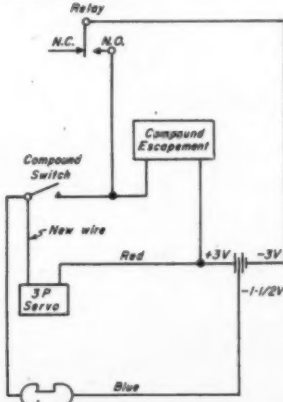 Relay
N.C.
N.O.
Compound
Escapement
Compound
Switch
New wire
Red
+3V
-3V
3P
Servo
-1-1/2V
Blue